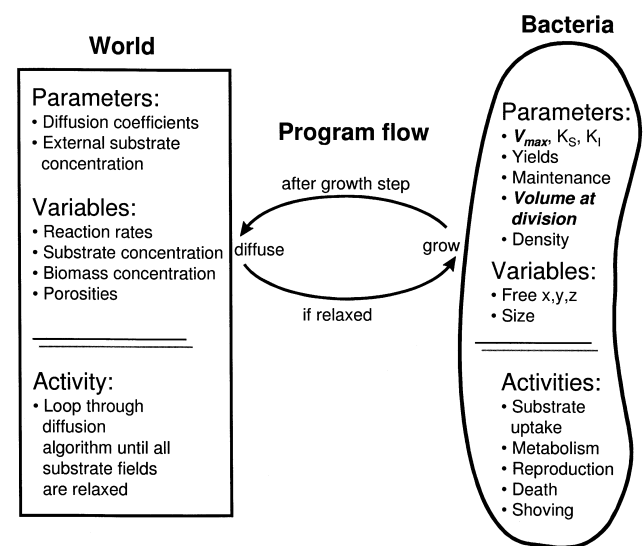 World
Parameters:
• Diffusion coefficients
• External substrate
concentration
Variables:
• Reaction rates
• Substrate concentration
• Biomass concentration
• Porosities
Activity:
• Loop through
diffusion
algorithm until all
substrate fields
are relaxed
Program flow
after growth step
diffuse
grow
if relaxed
Bacteria
Parameters:
• Vmax, KS, KI
• Yields
• Maintenance
• Volume at
division
• Density
Variables:
• Free x,y,z
• Size
Activities:
• Substrate
uptake
• Metabolism
• Reproduction
• Death
• Shoving